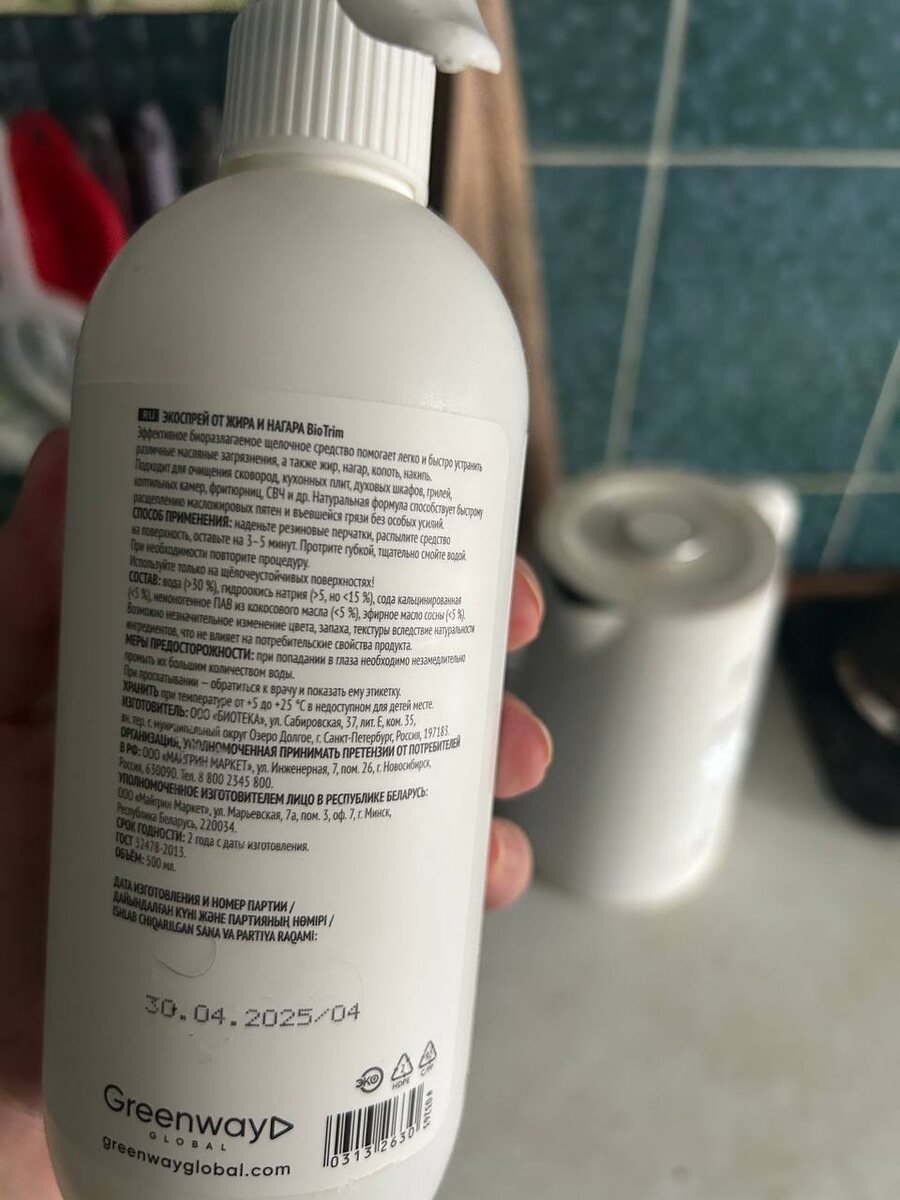 RU ЭКОСПРЕЙ ОТ ЖИРА И НАГАРА BioTrim
Эффективное биоразлагаемое щелочное средство помогает легко и быстро устранить
различные масляные загрязнения, а также жир, нагар, копоть, накипь.
Подходит для очищения сковород, кухонных плит, духовых шкафов, грилей,
коптильных камер, фритюрниц, СВЧ и др. Натуральная формула способствует быстрому
расщеплению масложировых пятен и въевшейся грязи без особых усилий.
СПОСОБ ПРИМЕНЕНИЯ: наденьте резиновые перчатки, распылите средство
на поверхность, оставьте на 3–5 минут. Протрите губкой, тщательно смойте водой.
При необходимости повторите процедуру.
Используйте только на щёлочеустойчивых поверхностях!
СОСТАВ: вода (>30 %), гидроокись натрия (>5, но <15 %), сода кальцинированная
(<5 %), неионогенное ПАВ из кокосового масла (<5 %), эфирное масло сосны (<5 %).
Возможно незначительное изменение цвета, запаха, текстуры вследствие натуральности
ингредиентов, что не влияет на потребительские свойства продукта.
МЕРЫ ПРЕДОСТОРОЖНОСТИ: при попадании в глаза необходимо незамедлительно
промыть их большим количеством воды.
При проглатывании – обратиться к врачу и показать ему этикетку.
ХРАНИТЬ при температуре от +5 до +25 °C в недоступном для детей месте.
ИЗГОТОВИТЕЛЬ: ООО «БИОТЕКА», ул. Сабировская, 37, лит. Е, ком. 35,
вн. тер. г. муниципальный округ Озеро Долгое, г. Санкт-Петербург, Россия, 197183.
ОРГАНИЗАЦИЯ, УПОЛНОМОЧЕННАЯ ПРИНИМАТЬ ПРЕТЕНЗИИ ОТ ПОТРЕБИТЕЛЕЙ
В РФ: ООО «МАЙГРИН МАРКЕТ», ул. Инженерная, 7, пом. 26, г. Новосибирск,
Россия, 630090. Тел. 8 800 2345 800.
УПОЛНОМОЧЕННОЕ ИЗГОТОВИТЕЛЕМ ЛИЦО В РЕСПУБЛИКЕ БЕЛАРУСЬ:
ООО «Майгрин Маркет», ул. Марьевская, 7а, пом. 3, оф. 7, г. Минск,
Республика Беларусь, 220034.
СРОК ГОДНОСТИ: 2 года с даты изготовления.
ГОСТ 32478-2013.
ОБЪЁМ: 500 мл.
ДАТА ИЗГОТОВЛЕНИЯ И НОМЕР ПАРТИИ /
ДАЙЫНДАЛҒАН КҮНІ ЖӘНЕ ПАРТИЯНЫҢ НӨМІРІ /
ISHLAB CHIQARILGAN SANA VA PARTIYA RAQAMI:
30.04.2025/04
ЭКО
2
HDPE
Greenway
GLOBAL
greenwayglobal.com
0313 2630
# 03265